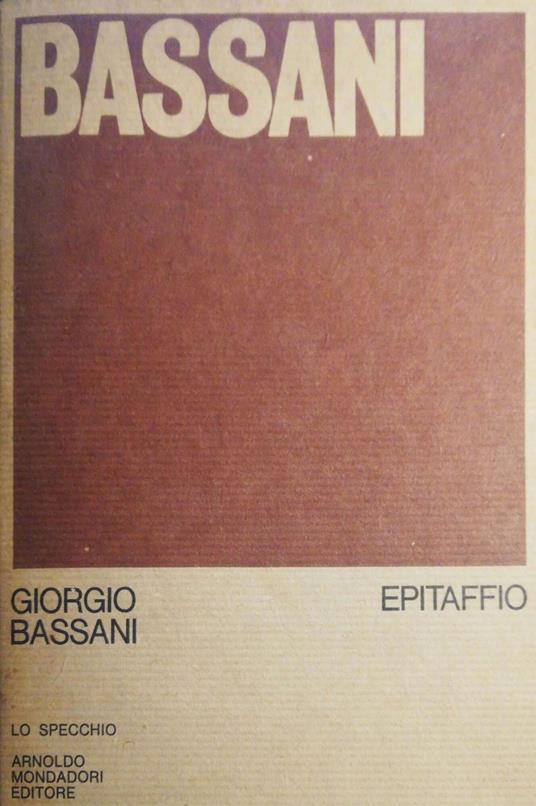 BASSANI
GIORGIO
BASSANI
EPITAFFIO
LO SPECCHIO
ARNOLDO
MONDADORI
EDITORE